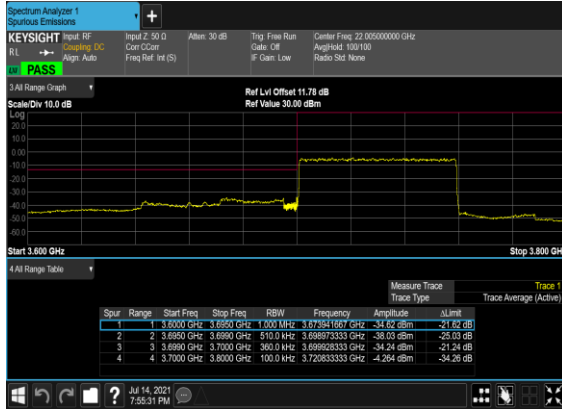 Spectrum Analyzer 1
Spurious Emissions
+
KEYSIGHT Input: RF Input Z: 50 Ω Atten: 30 dB Trig: Free Run Center Freq: 22.005000000 GHz
RL Coupling: DC Corr CCorr Gate: Off Avg|Hold: 100/100
Align: Auto Freq Ref: Int (S) IF Gain: Low Radio Std: None
PASS
3 All Range Graph Ref Lvl Offset 11.78 dB
Scale/Div 10.0 dB Ref Value 30.00 dBm
Log
20.0
10.0
0.00
-10.0
-20.0
-30.0
-40.0
-50.0
-60.0
Start 3.600 GHz Stop 3.800 GH
4 All Range Table
Measure Trace Trace 1
Trace Type Trace Average (Active)
Spur Range Start Freq Stop Freq RBW Frequency Amplitude ΔLimit
1 1 3.6000 GHz 3.6950 GHz 1.000 MHz 3.673941667 GHz -34.62 dBm -21.62 dB
2 2 3.6950 GHz 3.6990 GHz 510.0 kHz 3.698973333 GHz -38.03 dBm -25.03 dB
3 3 3.6990 GHz 3.7000 GHz 360.0 kHz 3.699928333 GHz -34.24 dBm -21.24 dB
4 4 3.7000 GHz 3.8000 GHz 100.0 kHz 3.720833333 GHz -4.264 dBm -34.26 dB
? Jul 14, 2021
7:55:31 PM